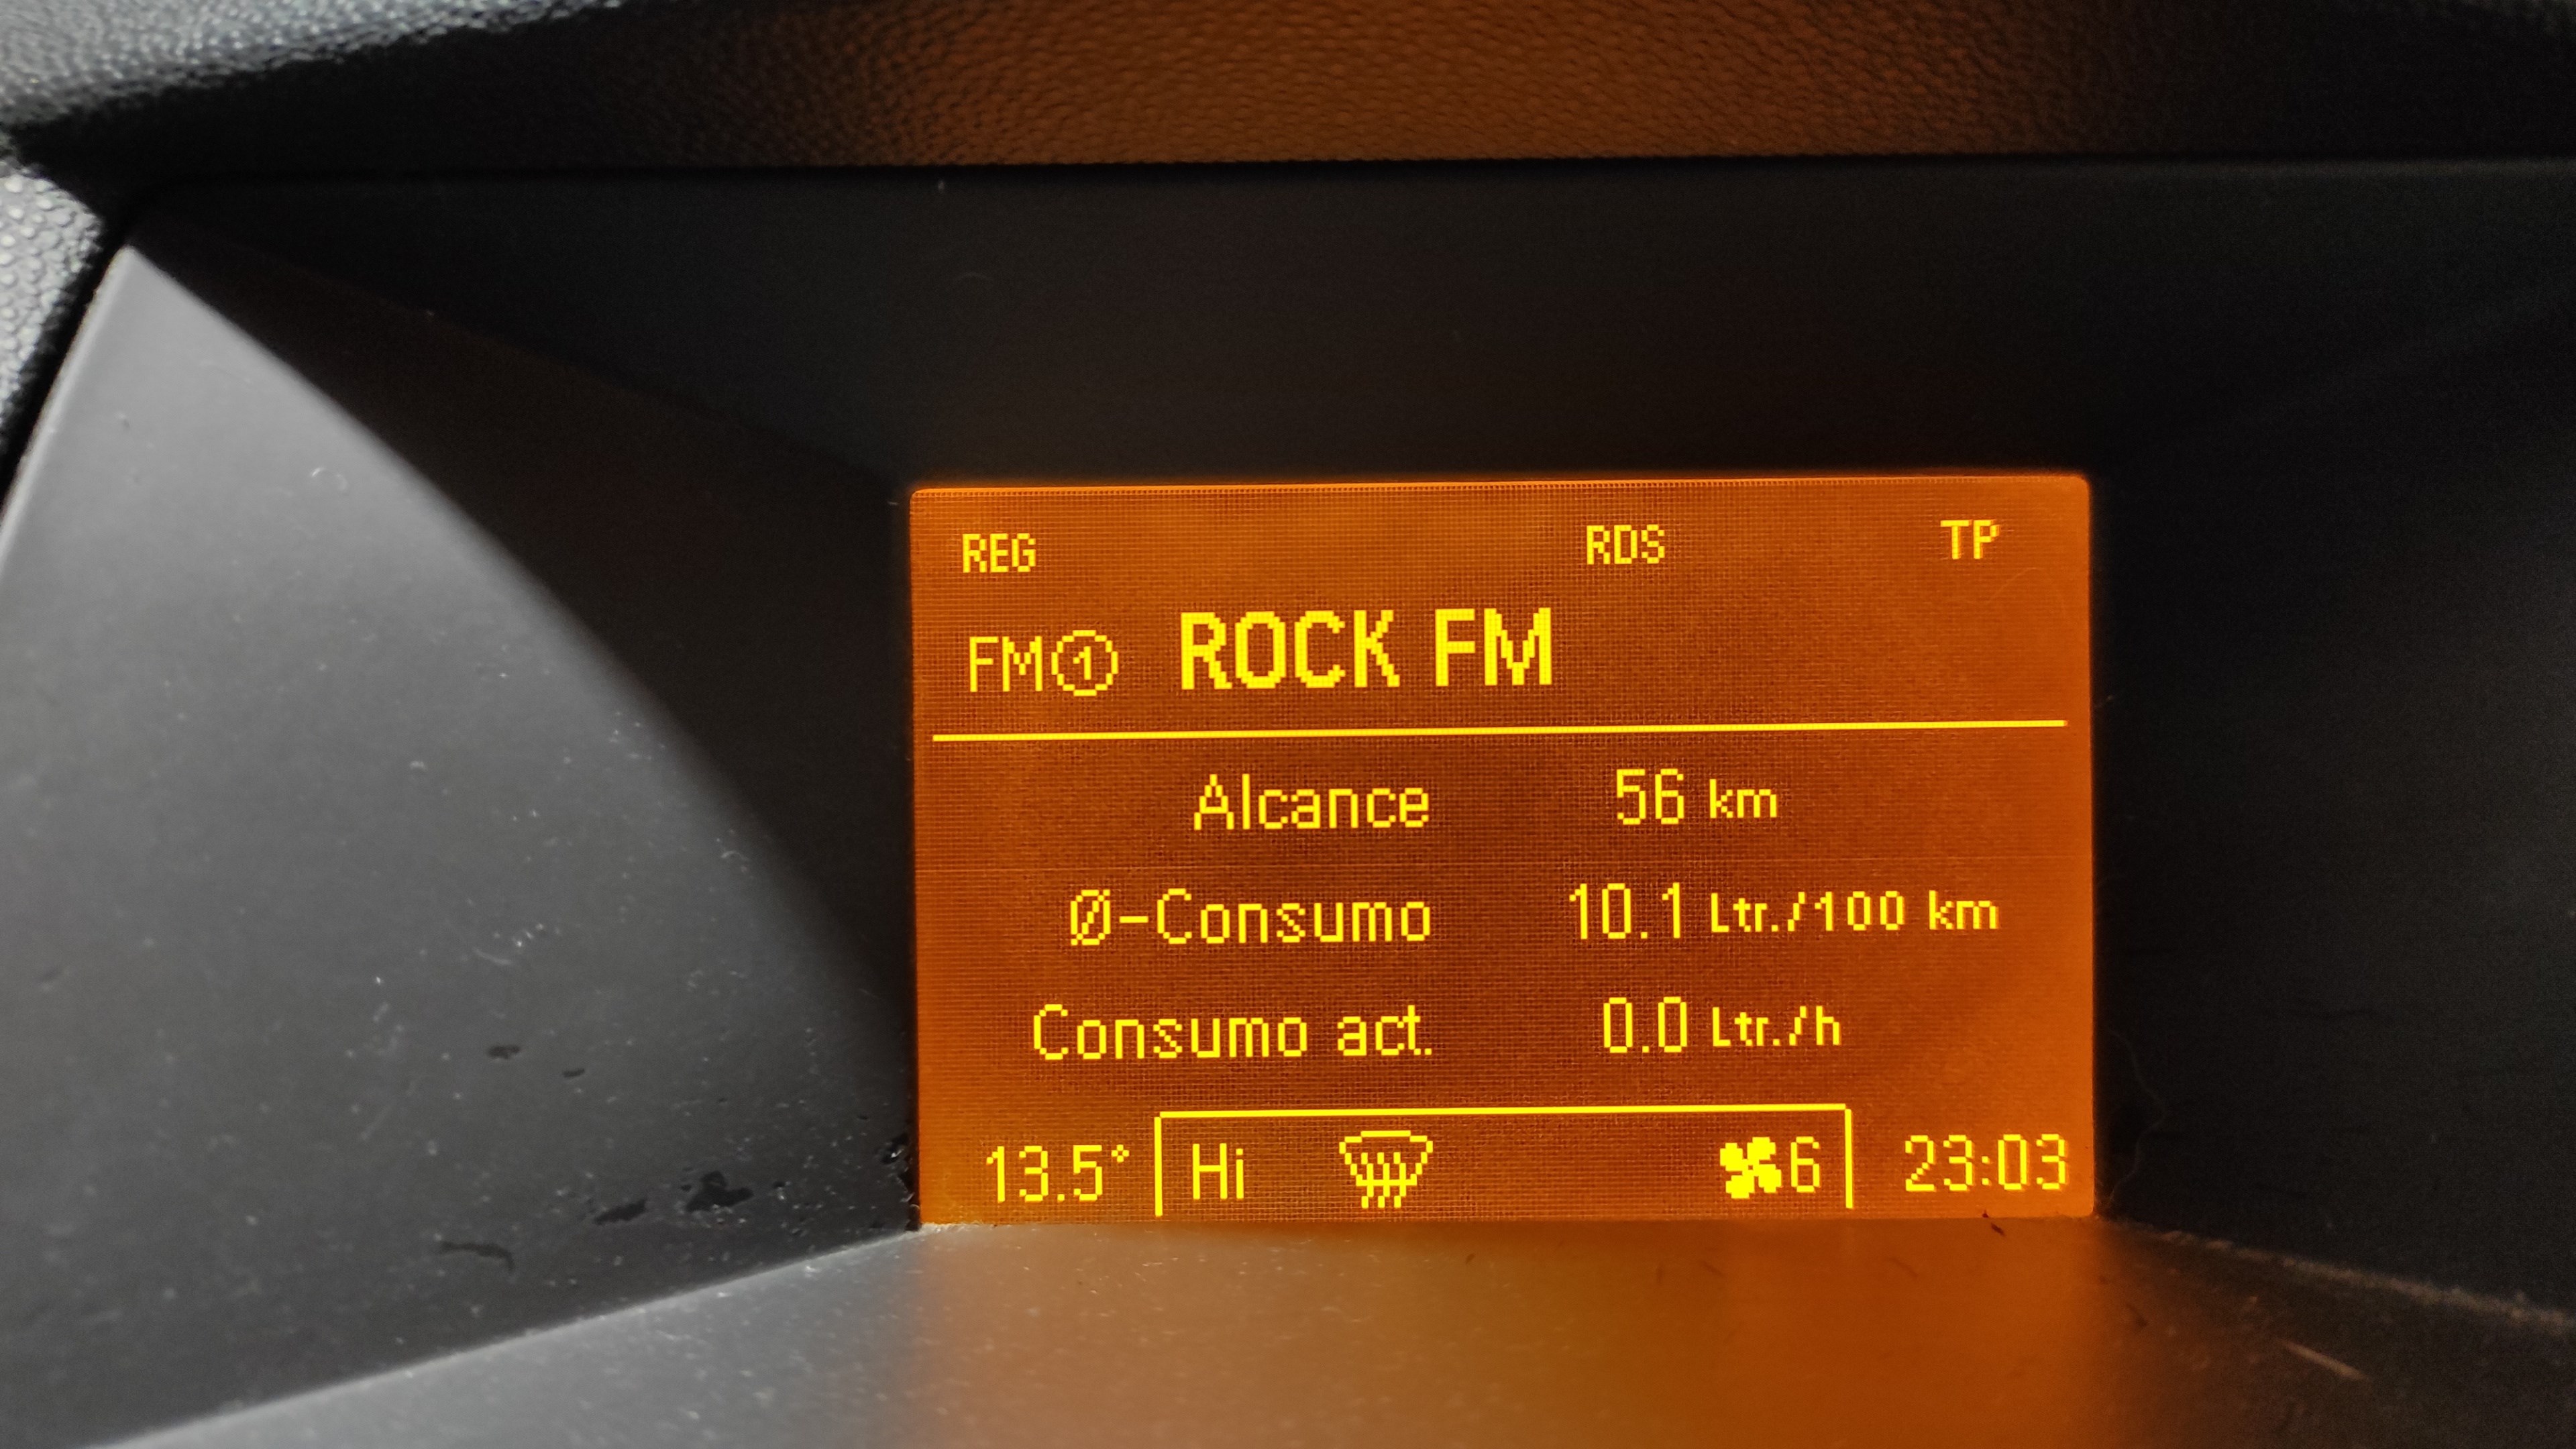 REG RDS TP
FM① ROCK FM
Alcance 56 km
Ø-Consumo 10.1 Ltr./100 km
Consumo act. 0.0 Ltr./h
13.5° Hi 6 23:03